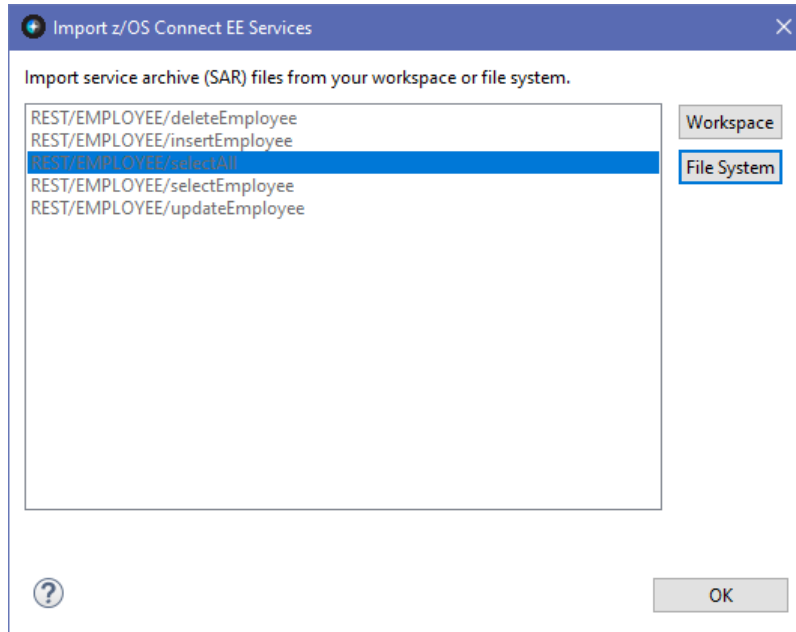 Import z/OS Connect EE Services
Import service archive (SAR) files from your workspace or file system.
REST/EMPLOYEE/deleteEmployee
REST/EMPLOYEE/insertEmployee
REST/EMPLOYEE/selectAll
REST/EMPLOYEE/selectEmployee
REST/EMPLOYEE/updateEmployee
Workspace
File System
?
OK